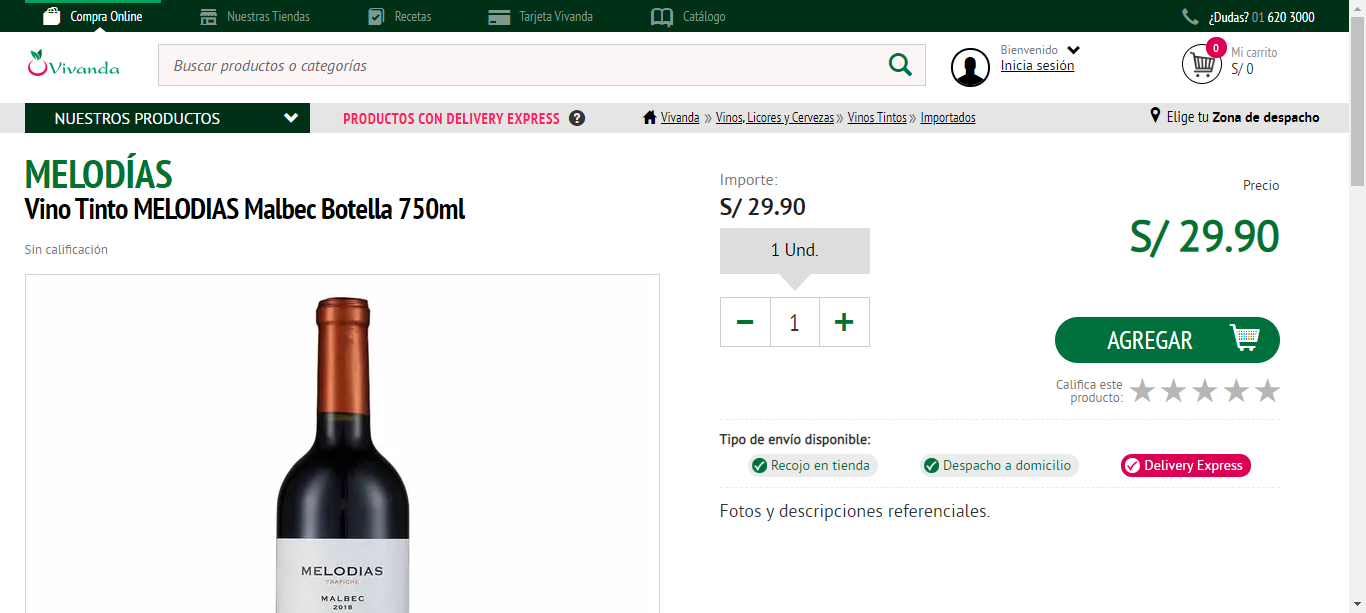 Compra Online
Nuestras Tiendas
Recetas
Tarjeta Vivanda
Catálogo
¿Dudas? 01 620 3000
Vivanda
Buscar productos o categorías
Bienvenido
Inicia sesión
0
Mi carrito
S/ 0
NUESTROS PRODUCTOS
PRODUCTOS CON DELIVERY EXPRESS ?
Vivanda » Vinos, Licores y Cervezas » Vinos Tintos » Importados
Elige tu Zona de despacho
MELODÍAS
Vino Tinto MELODIAS Malbec Botella 750ml
Sin calificación
MELODIAS
TRAPICHE
MALBEC
2018
Importe:
S/ 29.90
1 Und.
− 1 +
Precio
S/ 29.90
AGREGAR
Califica este
producto:
Tipo de envío disponible:
Recojo en tienda
Despacho a domicilio
Delivery Express
Fotos y descripciones referenciales.